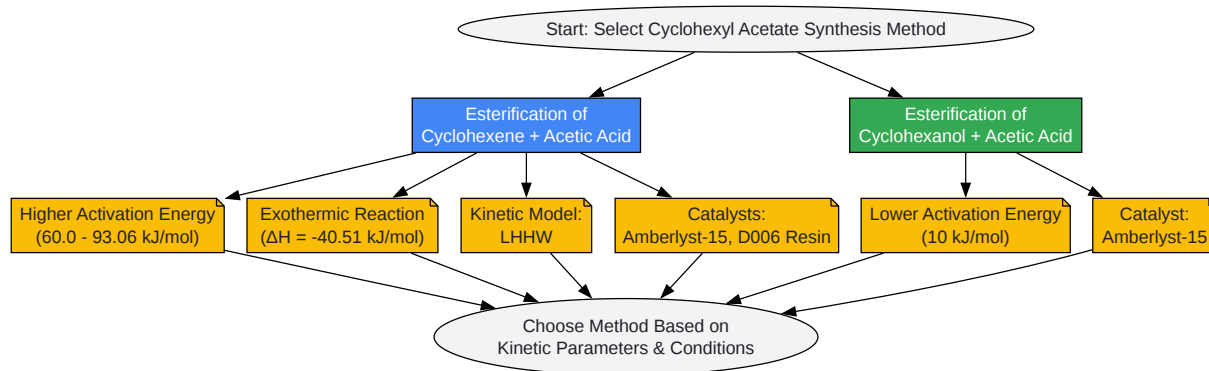 Start: Select Cyclohexyl Acetate Synthesis Method
Esterification of
Cyclohexene + Acetic Acid
Esterification of
Cyclohexanol + Acetic Acid
Higher Activation Energy
(60.0 - 93.06 kJ/mol)
Exothermic Reaction
(ΔH = -40.51 kJ/mol)
Kinetic Model:
LHHW
Catalysts:
Amberlyst-15, D006 Resin
Lower Activation Energy
(10 kJ/mol)
Catalyst:
Amberlyst-15
Choose Method Based on
Kinetic Parameters & Conditions